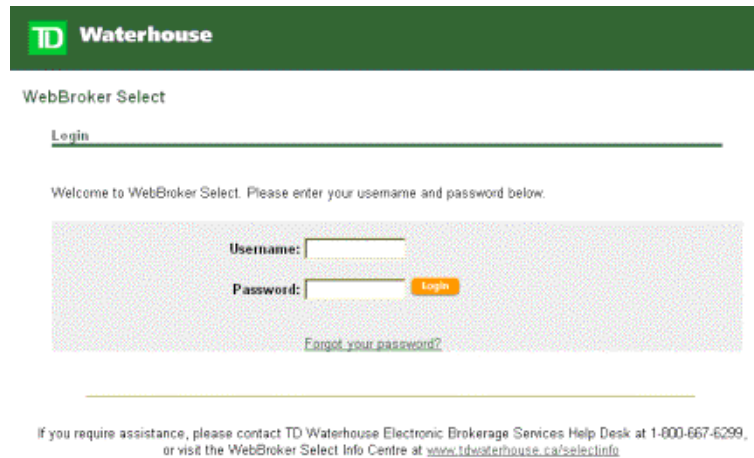 TD Waterhouse
WebBroker Select
Login
Welcome to WebBroker Select. Please enter your username and password below.
Username:
Password: Login
Forgot your password?
If you require assistance, please contact TD Waterhouse Electronic Brokerage Services Help Desk at 1-800-667-6299,
or visit the WebBroker Select Info Centre at www.tdwaterhouse.ca/selectinfo